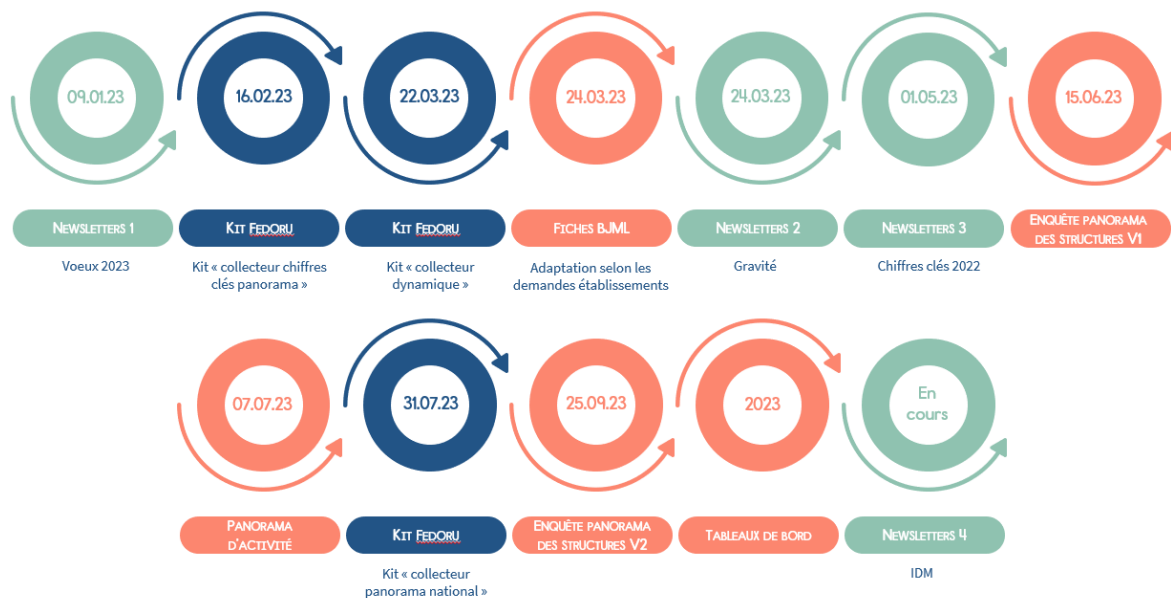 09.01.23
16.02.23
22.03.23
24.03.23
24.03.23
01.05.23
15.06.23
Newsletters 1
Kit Fedoru
Kit Fedoru
Fiches BJML
Newsletters 2
Newsletters 3
Enquête panorama
des structures V1
Voeux 2023
Kit « collecteur chiffres
clés panorama »
Kit « collecteur
dynamique »
Adaptation selon les
demandes établissements
Gravité
Chiffres clés 2022
07.07.23
31.07.23
25.09.23
2023
En
cours
Panorama
d'activité
Kit Fedoru
Enquête panorama
des structures V2
Tableaux de bord
Newsletters 4
Kit « collecteur
panorama national »
IDM